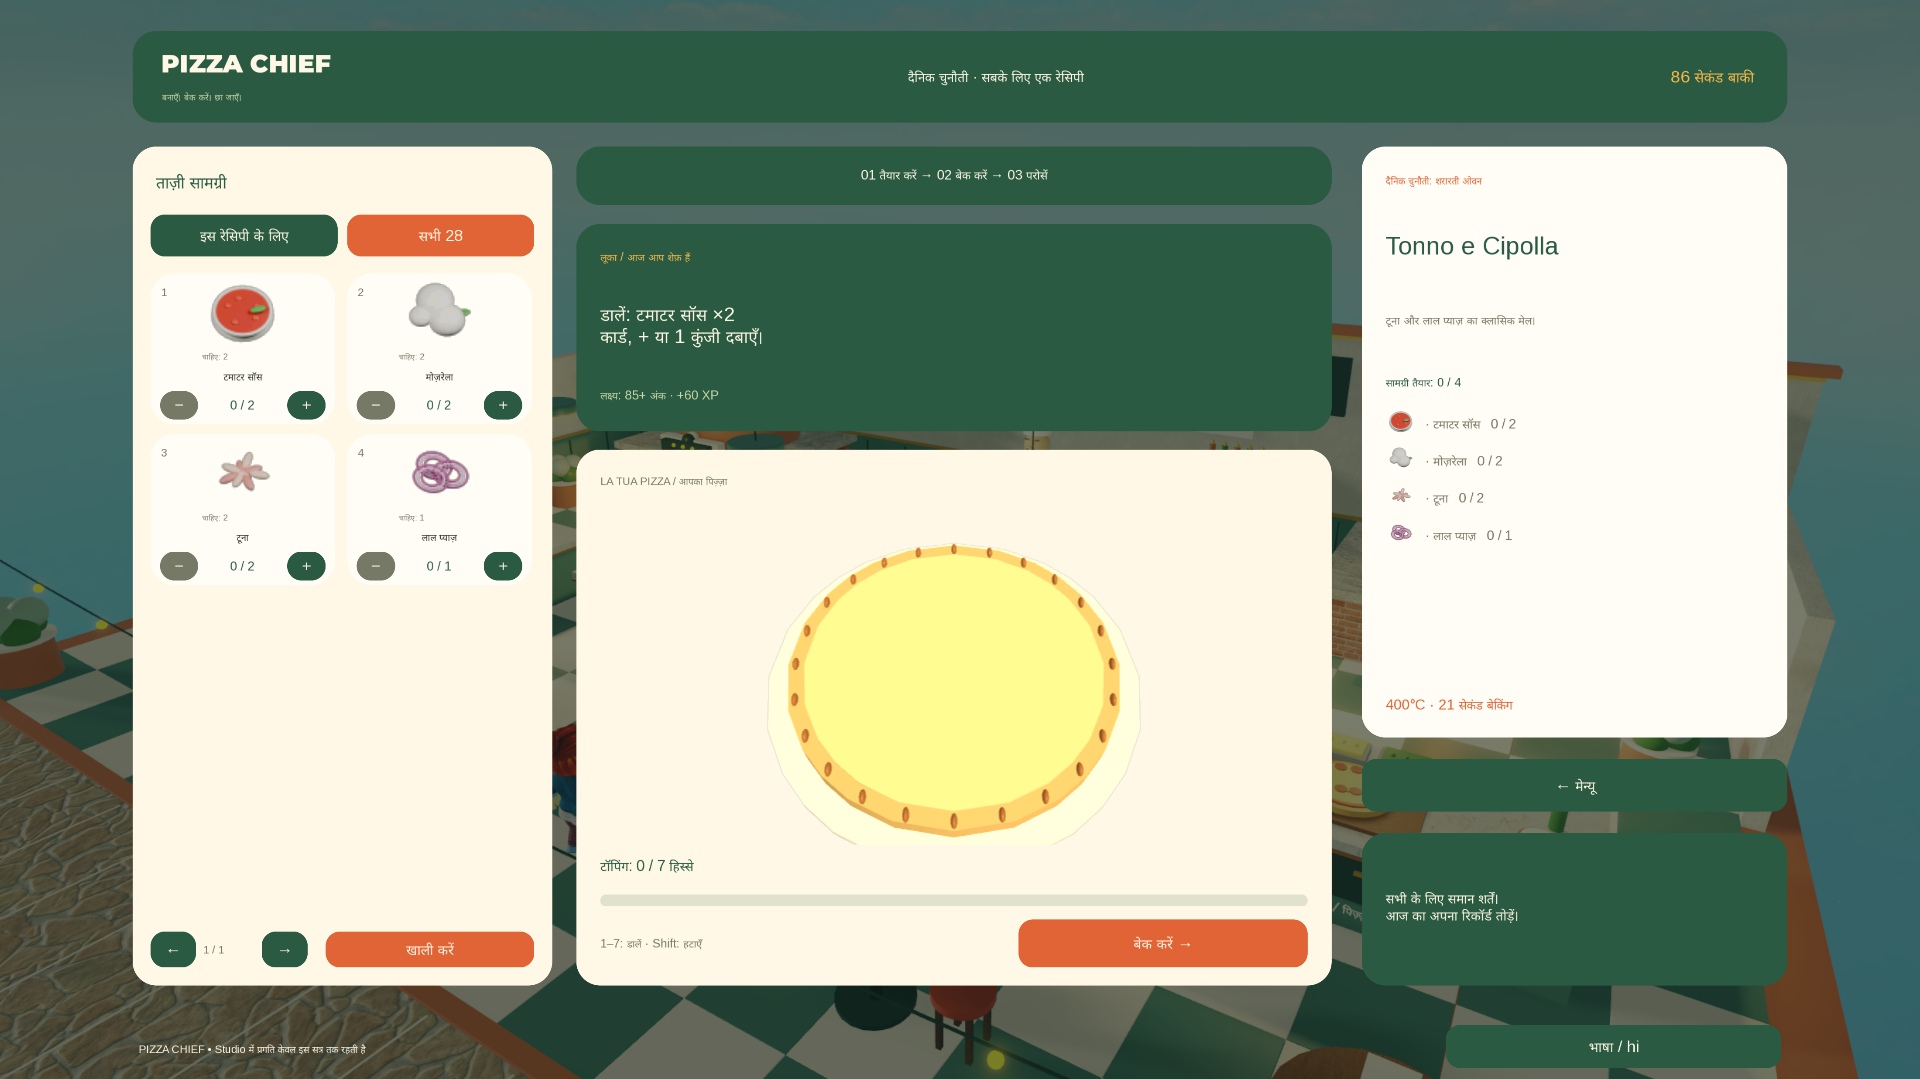 PIZZA CHIEF
बनाएँ। बेक करें। छा जाएँ।
दैनिक चुनौती · सबके लिए एक रेसिपी
86 सेकंड बाकी
ताज़ी सामग्री
इस रेसिपी के लिए
सभी 28
1
चाहिए: 2
टमाटर सॉस
− 0 / 2 +
2
चाहिए: 2
मोज़रेला
− 0 / 2 +
3
चाहिए: 2
टूना
− 0 / 2 +
4
चाहिए: 1
लाल प्याज़
− 0 / 1 +
← 1 / 1 →
खाली करें
01 तैयार करें → 02 बेक करें → 03 परोसें
लूका / आज आप शेफ़ हैं
डालें: टमाटर सॉस ×2
कार्ड, + या 1 कुंजी दबाएँ।
लक्ष्य: 85+ अंक · +60 XP
LA TUA PIZZA / आपका पिज़्ज़ा
टॉपिंग: 0 / 7 हिस्से
1–7: डालें · Shift: हटाएँ
बेक करें →
दैनिक चुनौती: शरारती ओवन
Tonno e Cipolla
टूना और लाल प्याज़ का क्लासिक मेल।
सामग्री तैयार: 0 / 4
· टमाटर सॉस 0 / 2
· मोज़रेला 0 / 2
· टूना 0 / 2
· लाल प्याज़ 0 / 1
400°C · 21 सेकंड बेकिंग
← मेन्यू
सभी के लिए समान शर्तें।
आज का अपना रिकॉर्ड तोड़ें।
PIZZA CHIEF • Studio में प्रगति केवल इस सत्र तक रहती है
भाषा / hi